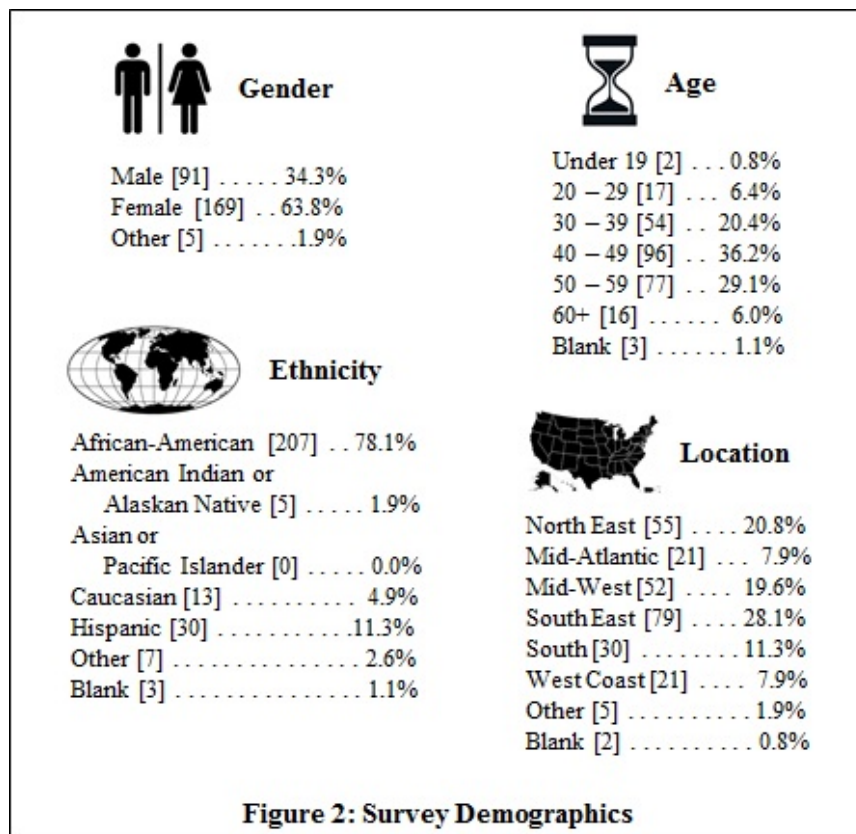 Gender
Male [91] . . . . . 34.3%
Female [169] . . 63.8%
Other [5] . . . . . . .1.9%
Age
Under 19 [2] . . . 0.8%
20 – 29 [17] . . . 6.4%
30 – 39 [54] . . 20.4%
40 – 49 [96] . . 36.2%
50 – 59 [77] . . 29.1%
60+ [16] . . . . . . 6.0%
Blank [3] . . . . . . 1.1%
Ethnicity
African-American [207] . . 78.1%
American Indian or
Alaskan Native [5] . . . . . 1.9%
Asian or
Pacific Islander [0] . . . . . 0.0%
Caucasian [13] . . . . . . . . . . 4.9%
Hispanic [30] . . . . . . . . . . .11.3%
Other [7] . . . . . . . . . . . . . . . 2.6%
Blank [3] . . . . . . . . . . . . . . . 1.1%
Location
North East [55] . . . . 20.8%
Mid-Atlantic [21] . . . 7.9%
Mid-West [52] . . . . 19.6%
South East [79] . . . . 28.1%
South [30] . . . . . . . . 11.3%
West Coast [21] . . . . 7.9%
Other [5] . . . . . . . . . . 1.9%
Blank [2] . . . . . . . . . . 0.8%
Figure 2: Survey Demographics